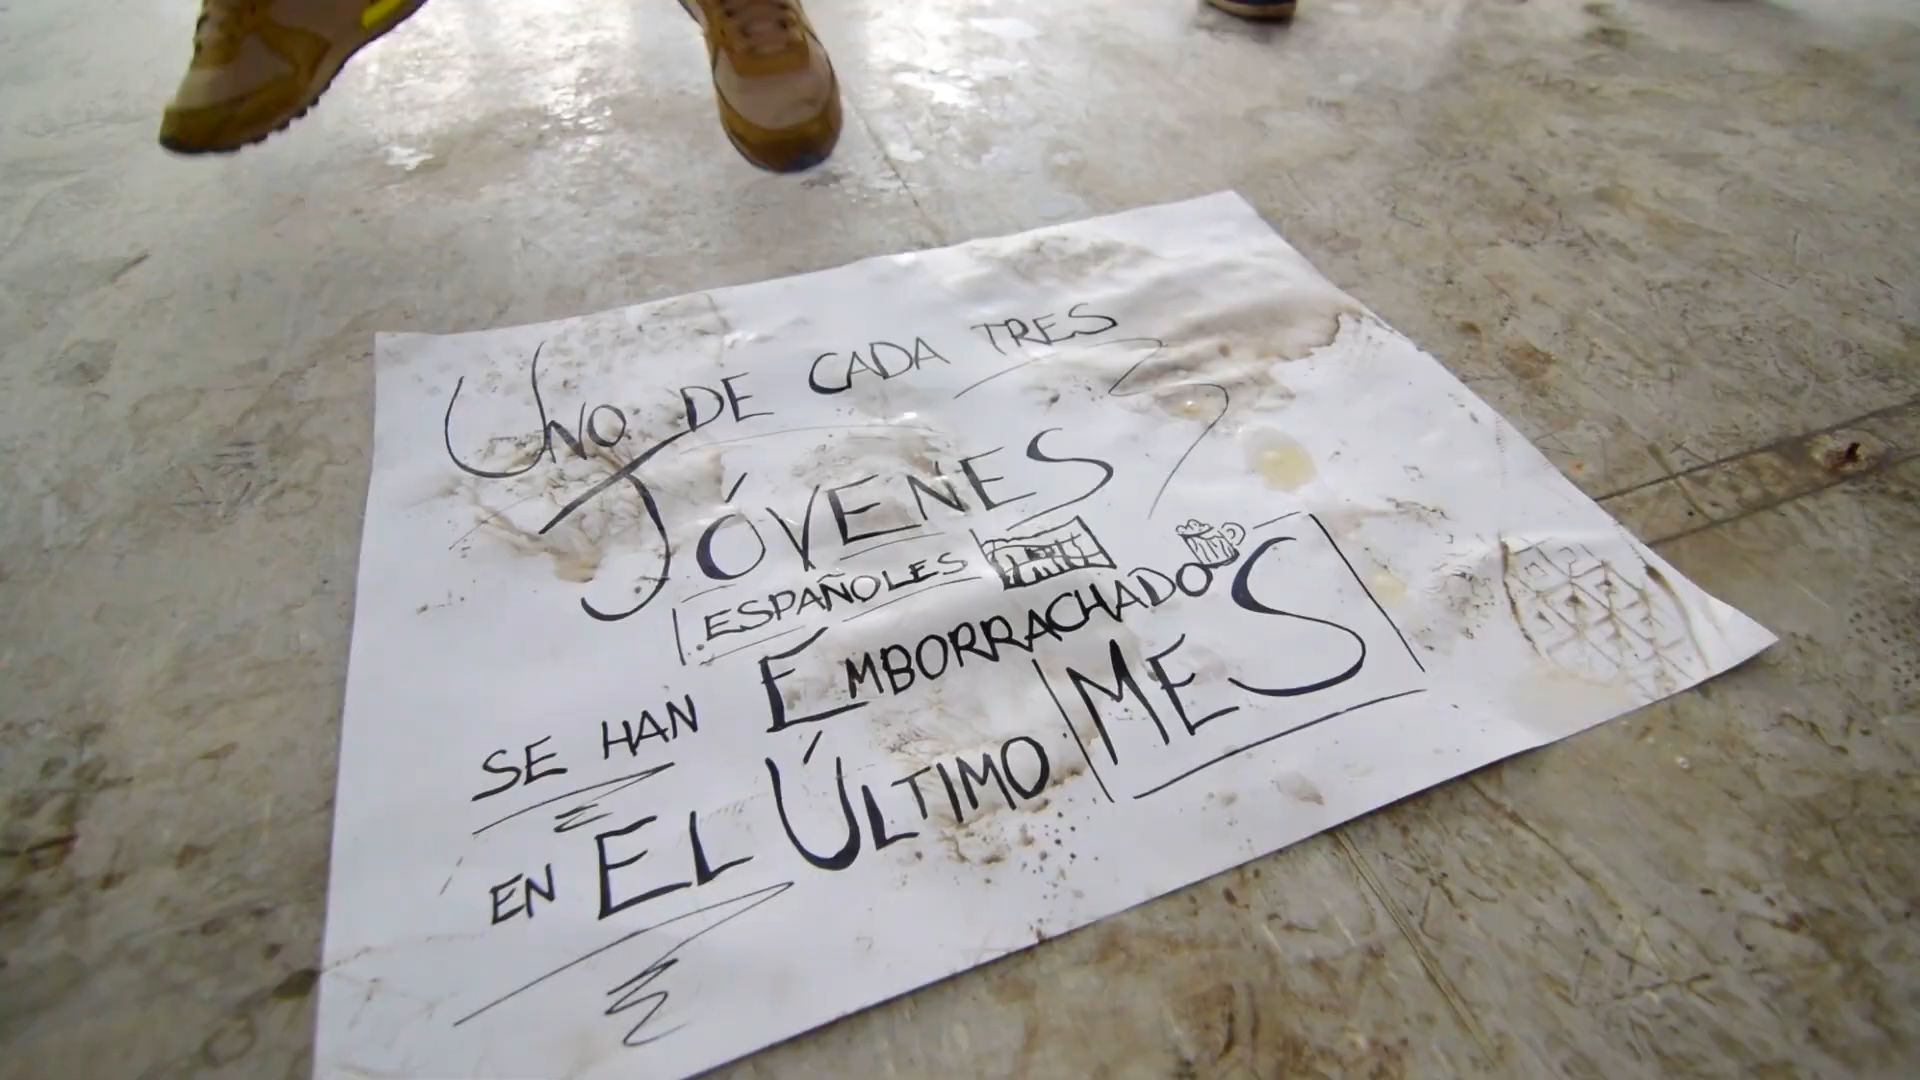 UNO DE CADA TRES
JÓVENES
ESPAÑOLES
SE HAN EMBORRACHADO
EN EL ÚLTIMO MES